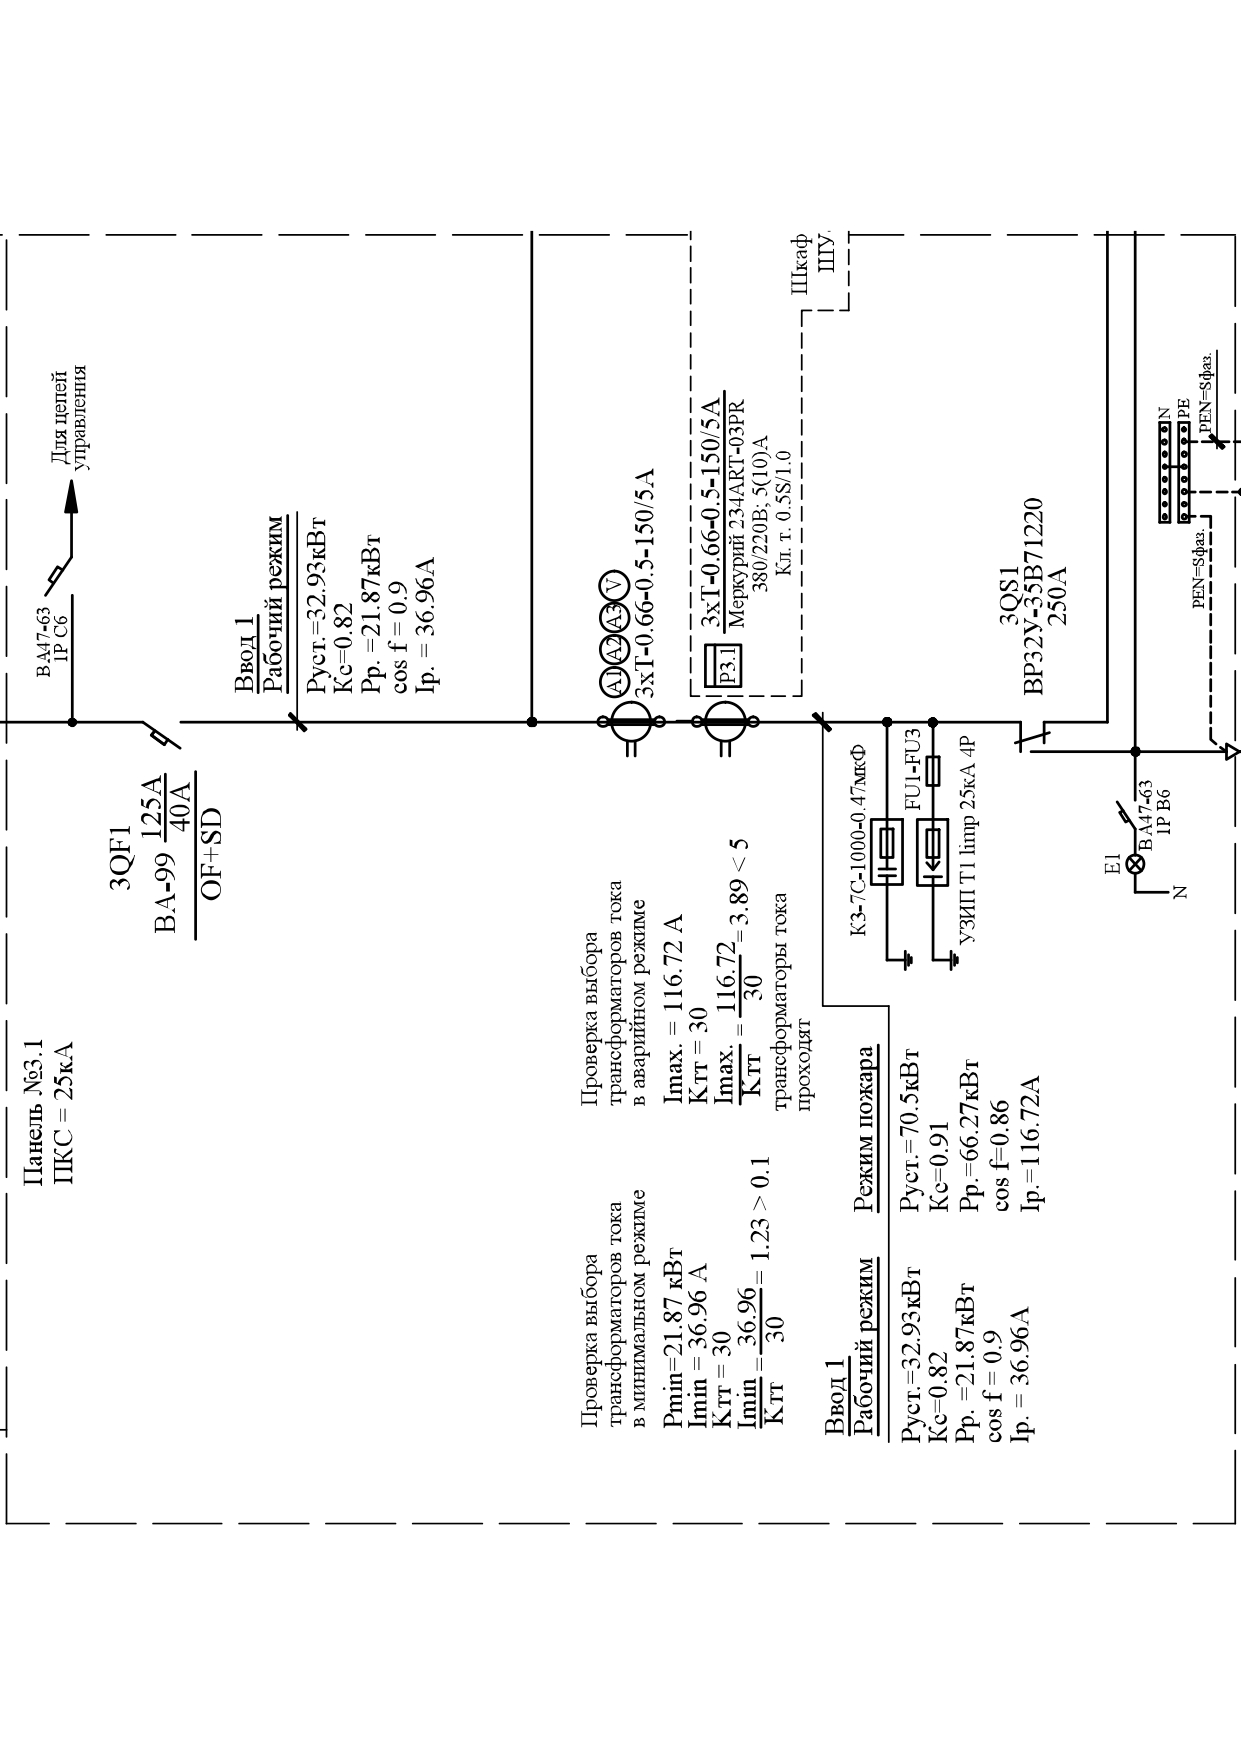 Панель №3.1
ПКС = 25кА
ВА47-63
1Р С6
Для цепей
управления
3QF1
ВА-99 125А
40А
OF+SD
Ввод 1
Рабочий режим
Руст.=32.93кВт
Кс=0.82
Рр. =21.87кВт
cos f = 0.9
Iр. = 36.96А
Проверка выбора
трансформаторов тока
в минимальном режиме
Pmin=21.87 кВт
Imin = 36.96 А
Ктт = 30
Imin = 36.96 = 1.23 > 0.1
Ктт 30
Проверка выбора
трансформаторов тока
в аварийном режиме
Imax. = 116.72 А
Ктт = 30
Imax. = 116.72 = 3.89 < 5
Ктт 30
трансформаторы тока
проходят
А1 А2 А3 V
3хТ-0.66-0.5-150/5А
Р3.1
3хТ-0.66-0.5-150/5А
Меркурий 234ART-03PR
380/220В; 5(10)А
Кл. т. 0.5S/1.0
Шкаф
ШУ.
Ввод 1
Рабочий режим
Руст.=32.93кВт
Кс=0.82
Рр. =21.87кВт
cos f = 0.9
Iр. = 36.96А
Режим пожара
Руст.=70.5кВт
Кс=0.91
Рр.=66.27кВт
cos f=0.86
Iр.=116.72А
КЗ-7С-1000-0.47мкФ
FU1-FU3
УЗИП Т1 limp 25кА 4Р
3QS1
ВР32У-35В71220
250А
Е1
ВА47-63
1Р В6
N
N
PE
PEN=Sфаз.
PEN=Sфаз.